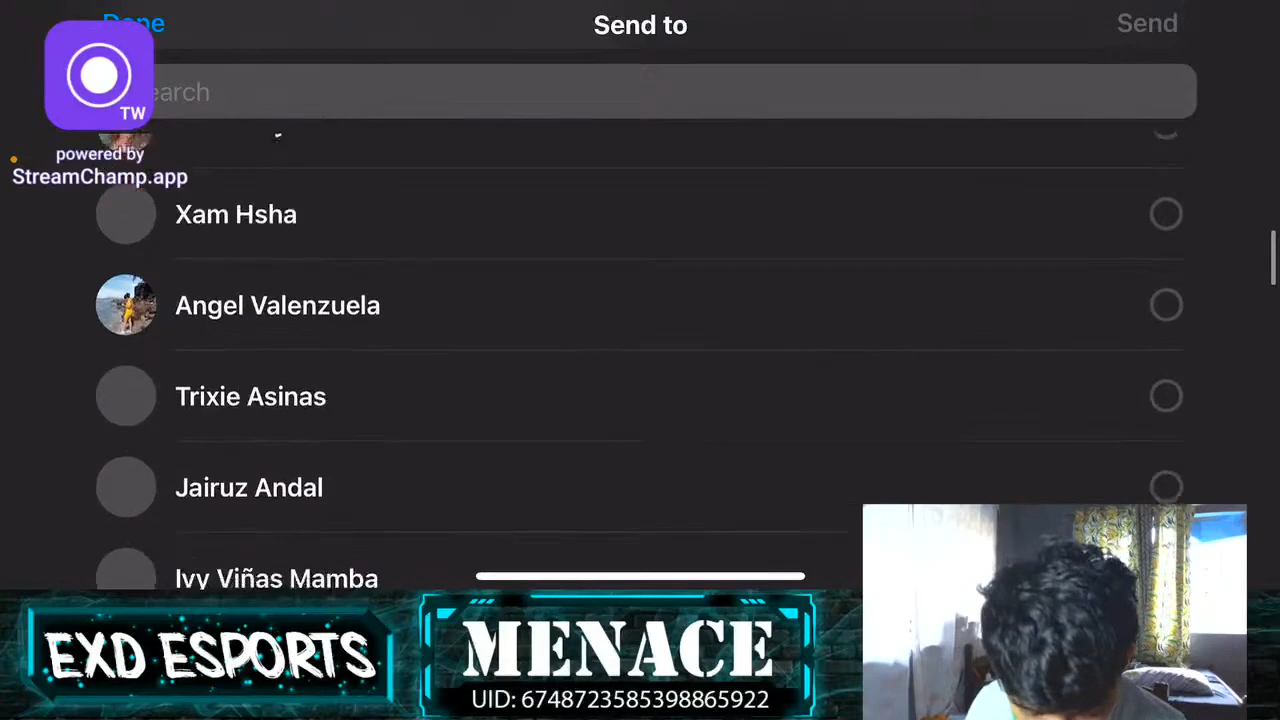 Done
Send to
Send
earch
TW
powered by
StreamChamp.app
Xam Hsha
Angel Valenzuela
Trixie Asinas
Jairuz Andal
Ivy Viñas Mamba
EXD ESPORTS
MENACE
UID: 6748723585398865922